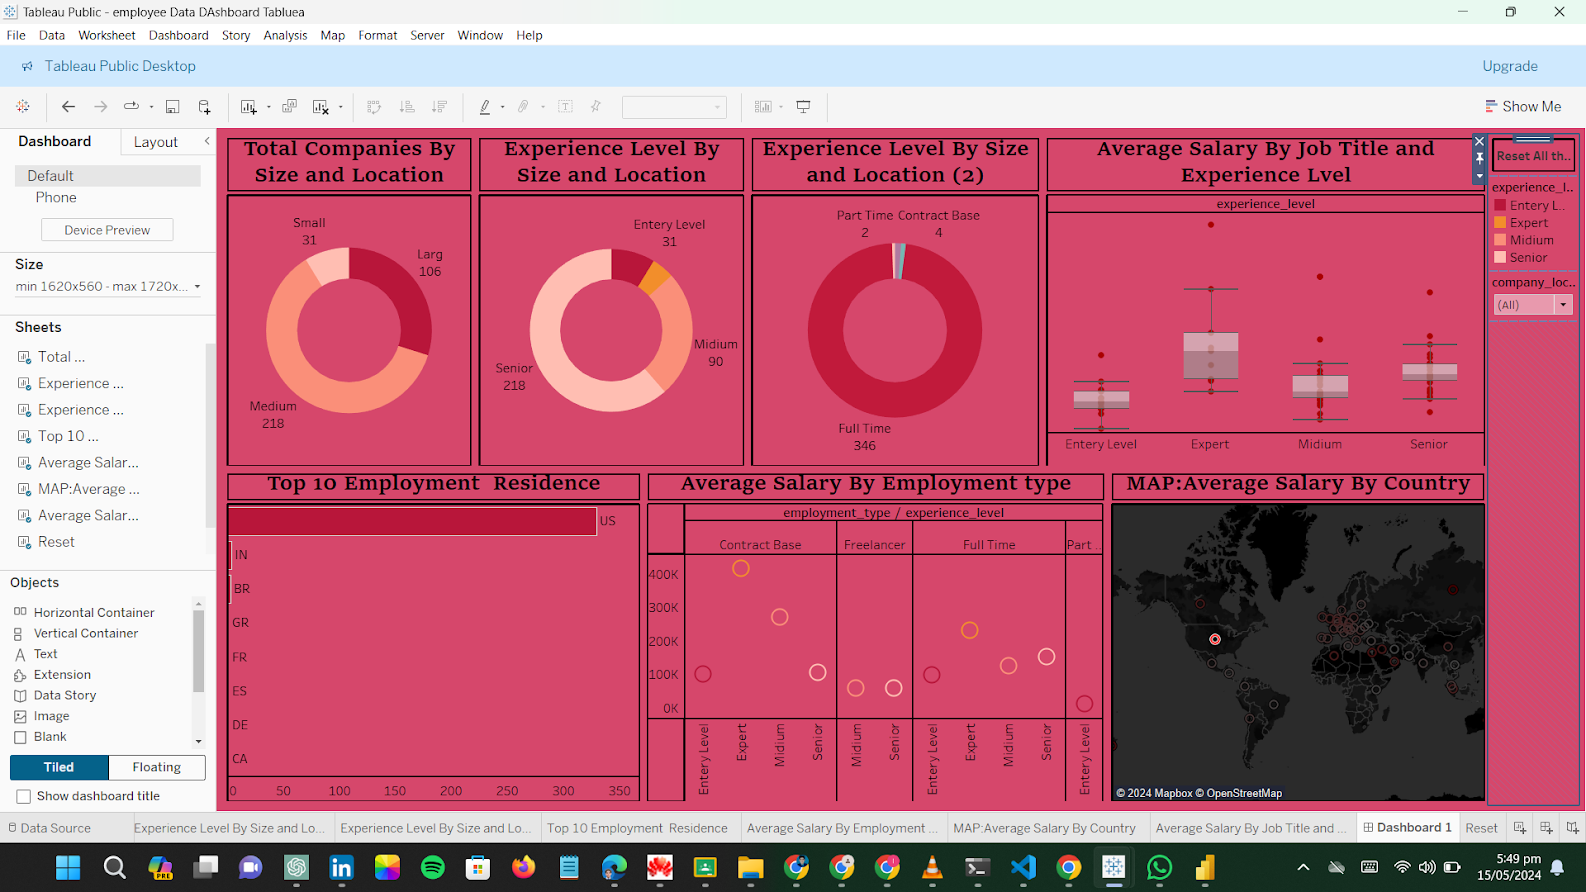 Tableau Public - employee Data DAshboard Tabluea
File Data Worksheet Dashboard Story Analysis Map Format Server Window Help
Tableau Public Desktop
Upgrade
Show Me
Dashboard
Layout
Default
Phone
Device Preview
Size
min 1620x560 - max 1720x...
Sheets
Total ...
Experience ...
Experience ...
Top 10 ...
Average Salar...
MAP:Average ...
Average Salar...
Reset
Objects
Horizontal Container
Vertical Container
Text
Extension
Data Story
Image
Blank
Tiled
Floating
Show dashboard title
Total Companies By
Size and Location
Small
31
Larg
106
Medium
218
Experience Level By
Size and Location
Entery Level
31
Midium
90
Senior
218
Experience Level By Size
and Location (2)
Part Time
2
Contract Base
4
Full Time
346
Average Salary By Job Title and
Experience Lvel
experience_level
Entery Level
Expert
Midium
Senior
Reset All th..
experience_l..
Entery L..
Expert
Midium
Senior
company_loc..
(All)
Top 10 Employment Residence
US
IN
BR
GR
FR
ES
DE
CA
0 50 100 150 200 250 300 350
Average Salary By Employment type
employment_type / experience_level
Contract Base
Freelancer
Full Time
Part ..
400K
300K
200K
100K
0K
Entery Level
Expert
Midium
Senior
Midium
Senior
Entery Level
Expert
Midium
Senior
Entery Level
MAP:Average Salary By Country
© 2024 Mapbox © OpenStreetMap
Data Source
Experience Level By Size and Lo...
Experience Level By Size and Lo...
Top 10 Employment Residence
Average Salary By Employment ...
MAP:Average Salary By Country
Average Salary By Job Title and ...
Dashboard 1
Reset
PRE
5:49 pm
15/05/2024